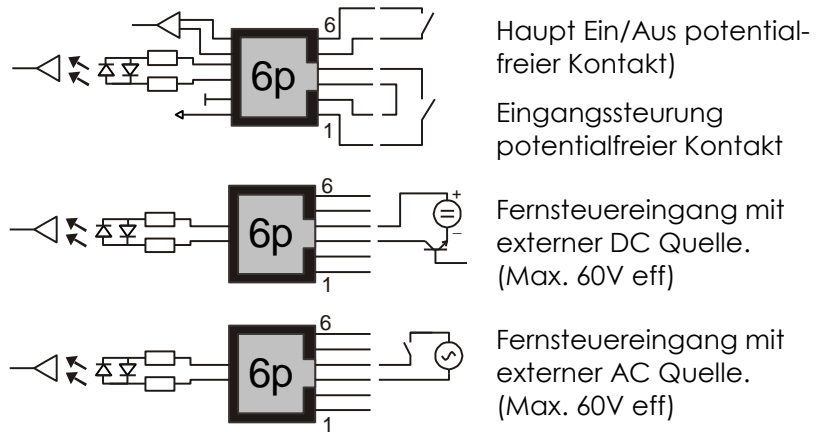 6
6p
1
Haupt Ein/Aus potential-
freier Kontakt)
Eingangssteurung
potentialfreier Kontakt
6
6p
1
+
=
–
Fernsteuereingang mit
externer DC Quelle.
(Max. 60V eff)
6
6p
1
Fernsteuereingang mit
externer AC Quelle.
(Max. 60V eff)